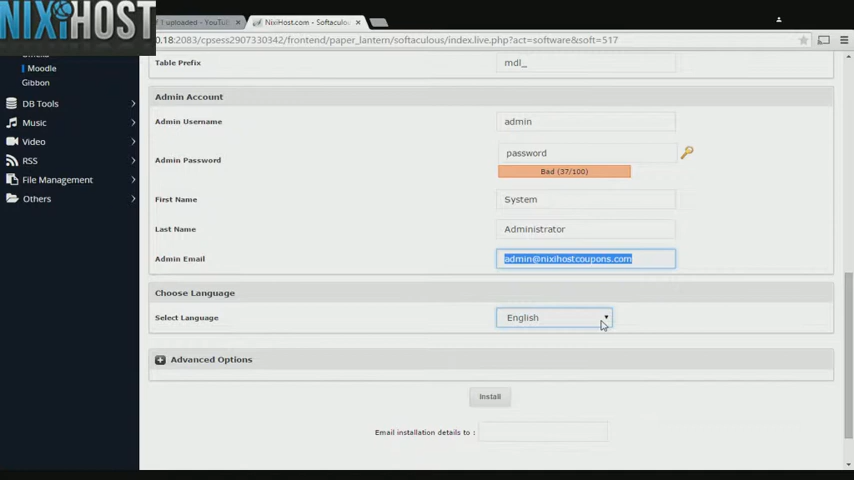 NIXIHOST
1 uploaded - YouTu
NixiHost.com - Softaculou
0.18:2083/cpsess2907330342/frontend/paper_lantern/softaculous/index.live.php?act=software&soft=517
Moodle
Gibbon
DB Tools
Music
Video
RSS
File Management
Others
Table Prefix
mdl_
Admin Account
Admin Username
admin
Admin Password
password
Bad (37/100)
First Name
System
Last Name
Administrator
Admin Email
admin@nixihostcoupons.com
Choose Language
Select Language
English
Advanced Options
Install
Email installation details to :